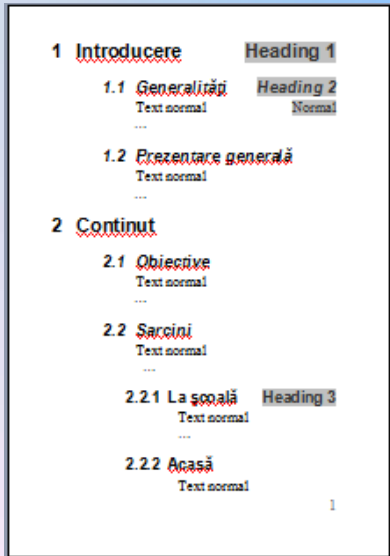 1 Introducere Heading 1
1.1 Generalităţi Heading 2
Text normal Normal
...
1.2 Prezentare generală
Text normal
...
2 Continut
2.1 Obiective
Text normal
...
2.2 Sarcini
Text normal
...
2.2.1 La şcoală Heading 3
Text normal
...
2.2.2 Acasă
Text normal
1